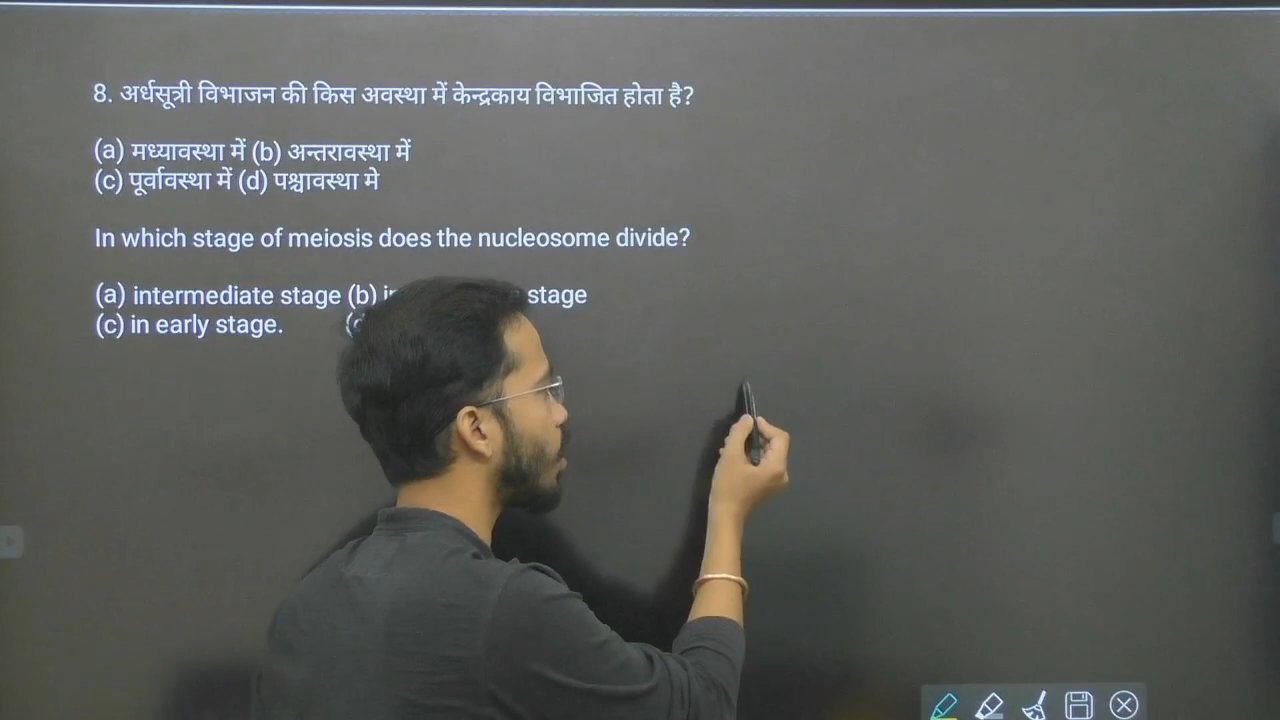 8. अर्धसूत्री विभाजन की किस अवस्था में केन्द्रकाय विभाजित होता है?
(a) मध्यावस्था में (b) अन्तरावस्था में
(c) पूर्वावस्था में (d) पश्चावस्था मे
In which stage of meiosis does the nucleosome divide?
(a) intermediate stage (b) stage
(c) in early stage.